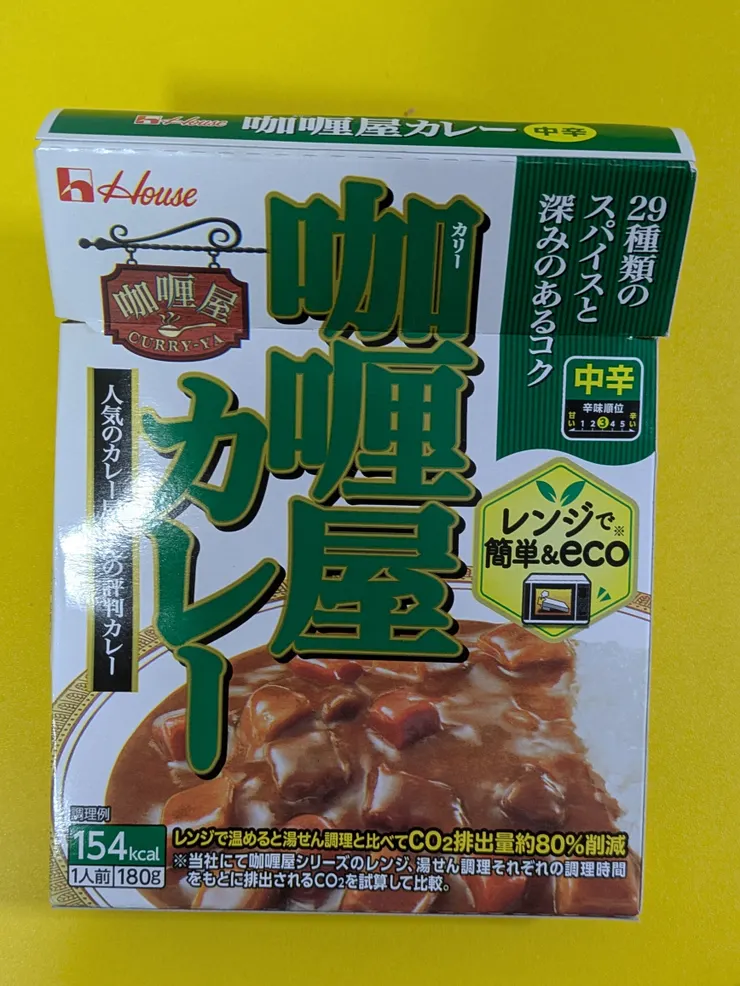 House 咖喱屋カレー 中辛
House
咖喱屋
CURRY-YA
カリー
咖喱屋
カレー
29種類の
スパイスと
深みのあるコク
中辛
辛味順位
甘い 1 2 3 4 5 辛い
人気のカレー の評判カレー
レンジで※
簡単&eco
調理例
154kcal
1人前 180g
レンジで温めると湯せん調理と比べてCO2排出量約80%削減
※当社にて咖喱屋シリーズのレンジ、湯せん調理それぞれの調理時間
をもとに排出されるCO2を試算して比較。